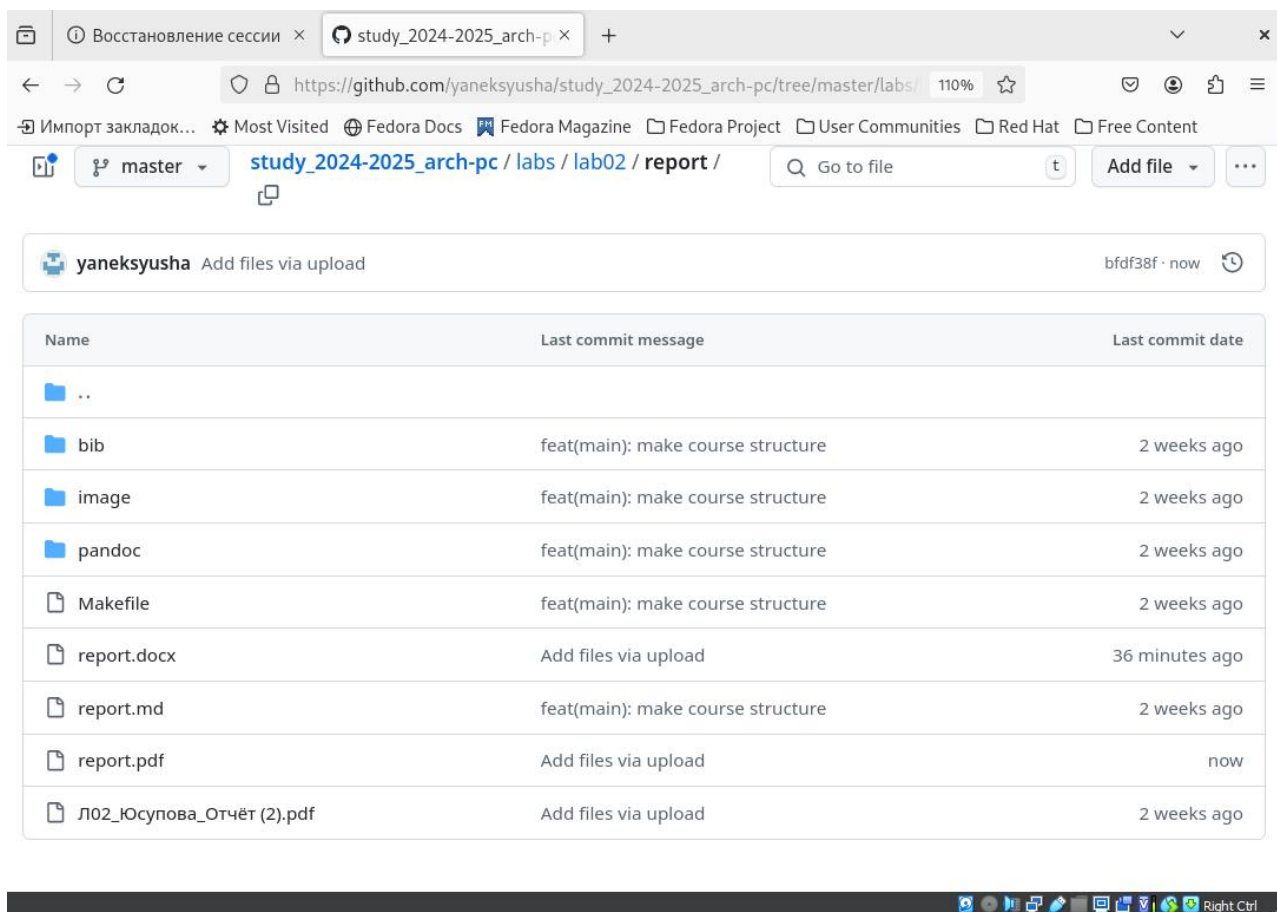 Восстановление сессии
study_2024-2025_arch-p
https://github.com/yaneksyusha/study_2024-2025_arch-pc/tree/master/labs/ 110%
Импорт закладок... Most Visited Fedora Docs Fedora Magazine Fedora Project User Communities Red Hat Free Content
master study_2024-2025_arch-pc / labs / lab02 / report / Go to file t Add file
yaneksyusha Add files via upload bfdf38f · now
Name Last commit message Last commit date
..
bib feat(main): make course structure 2 weeks ago
image feat(main): make course structure 2 weeks ago
pandoc feat(main): make course structure 2 weeks ago
Makefile feat(main): make course structure 2 weeks ago
report.docx Add files via upload 36 minutes ago
report.md feat(main): make course structure 2 weeks ago
report.pdf Add files via upload now
Л02_Юсупова_Отчёт (2).pdf Add files via upload 2 weeks ago
Right Ctrl